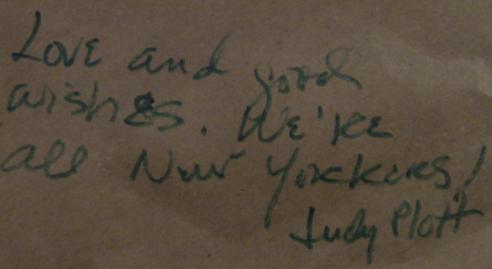 Love and good
wishes. We're
all New Yorkers!
Judy Plott